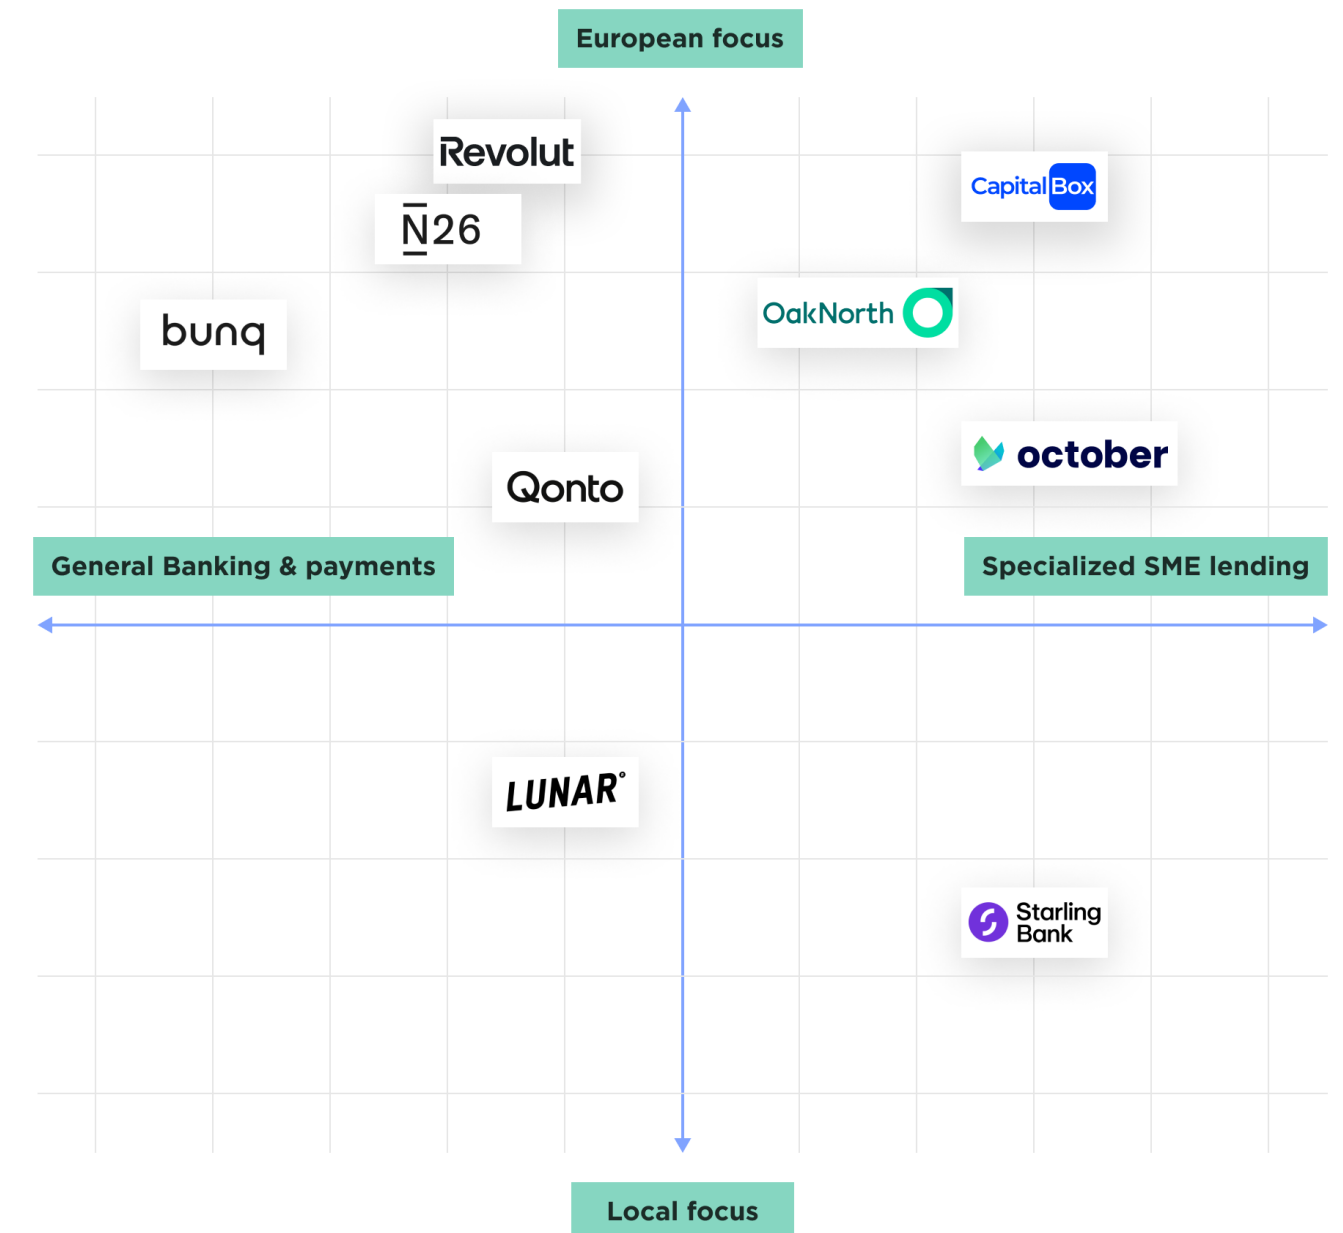 European focus
Revolut
CapitalBox
N26
OakNorth
bunq
october
Qonto
General Banking & payments
Specialized SME lending
LUNAR°
Starling
Bank
Local focus